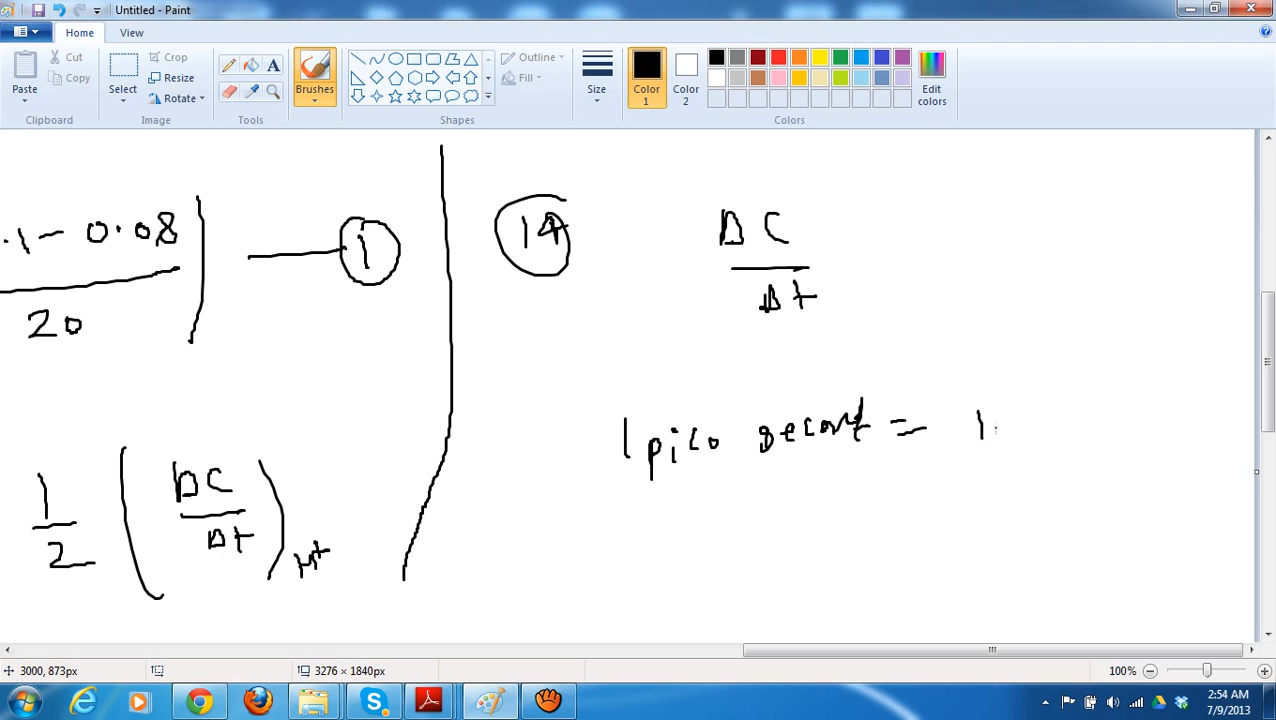 Untitled - Paint
Home View
Cut
Copy
Paste
Clipboard
Crop
Resize
Rotate
Select
Image
Tools
Brushes
Shapes
Outline
Fill
Size
Color 1
Color 2
Edit colors
Colors
.1 - 0.08
20
1
14
ΔC
Δt
1 pico second = 1
1
2
ΔC
Δt
3000, 873px
3276 × 1840px
100%
2:54 AM
7/9/2013